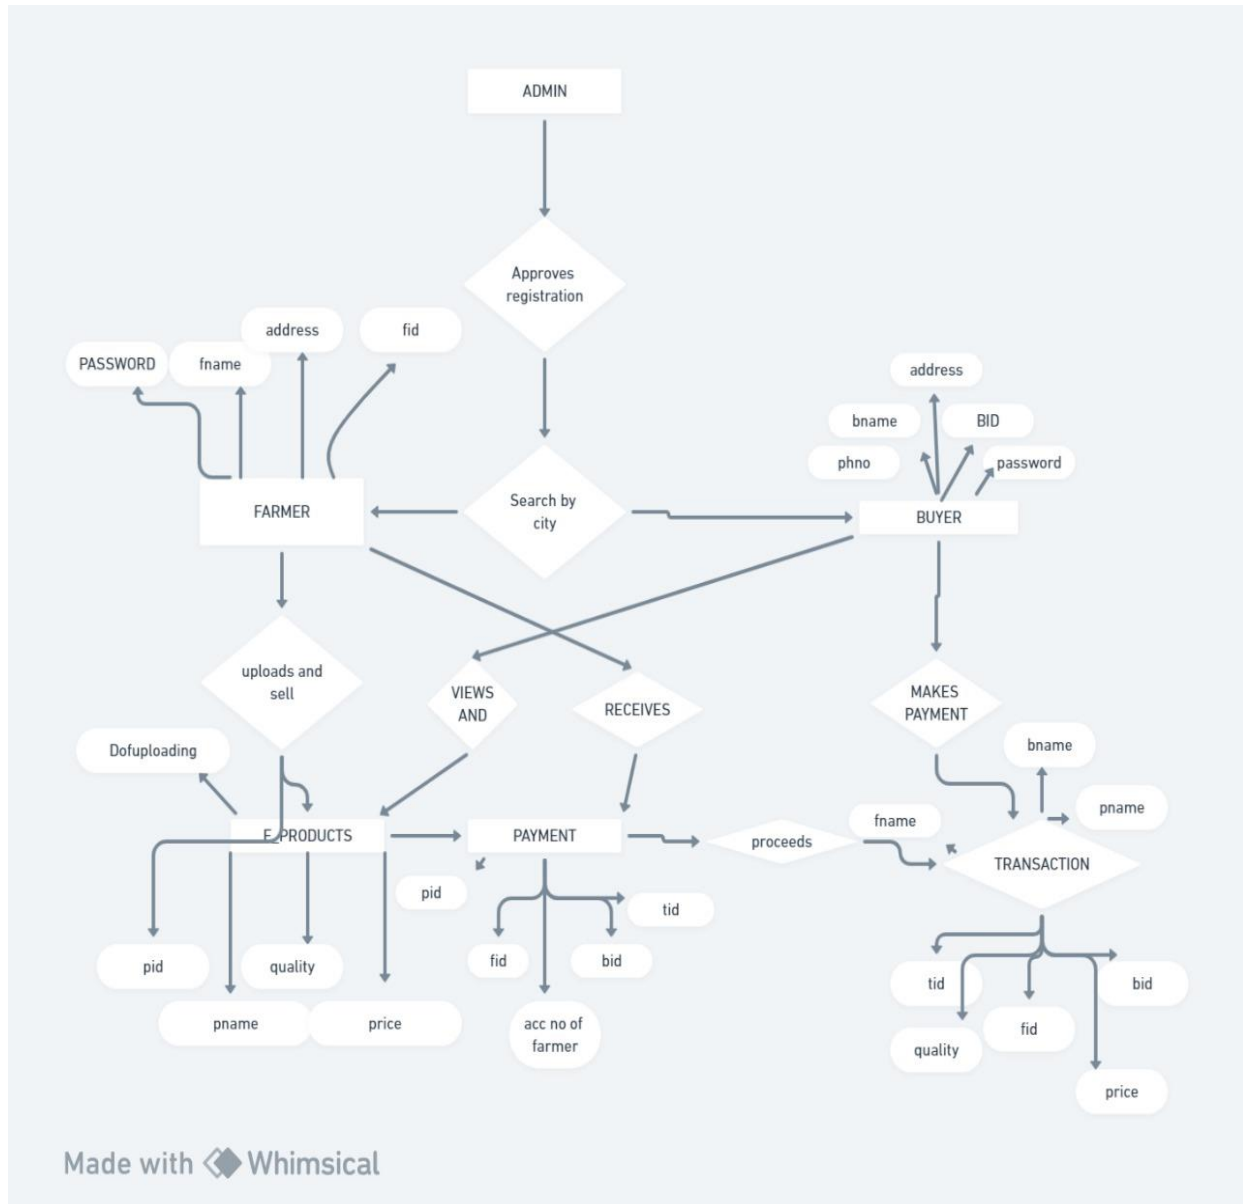 ADMIN
Approves
registration
address
fid
PASSWORD
fname
address
bname
BID
phno
password
FARMER
Search by
city
BUYER
uploads and
sell
VIEWS
AND
RECEIVES
MAKES
PAYMENT
Dofuploading
bname
pname
E_PRODUCTS
PAYMENT
proceeds
fname
TRANSACTION
pid
tid
pid
quality
fid
bid
tid
bid
pname
price
acc no of
farmer
quality
fid
price
Made with Whimsical